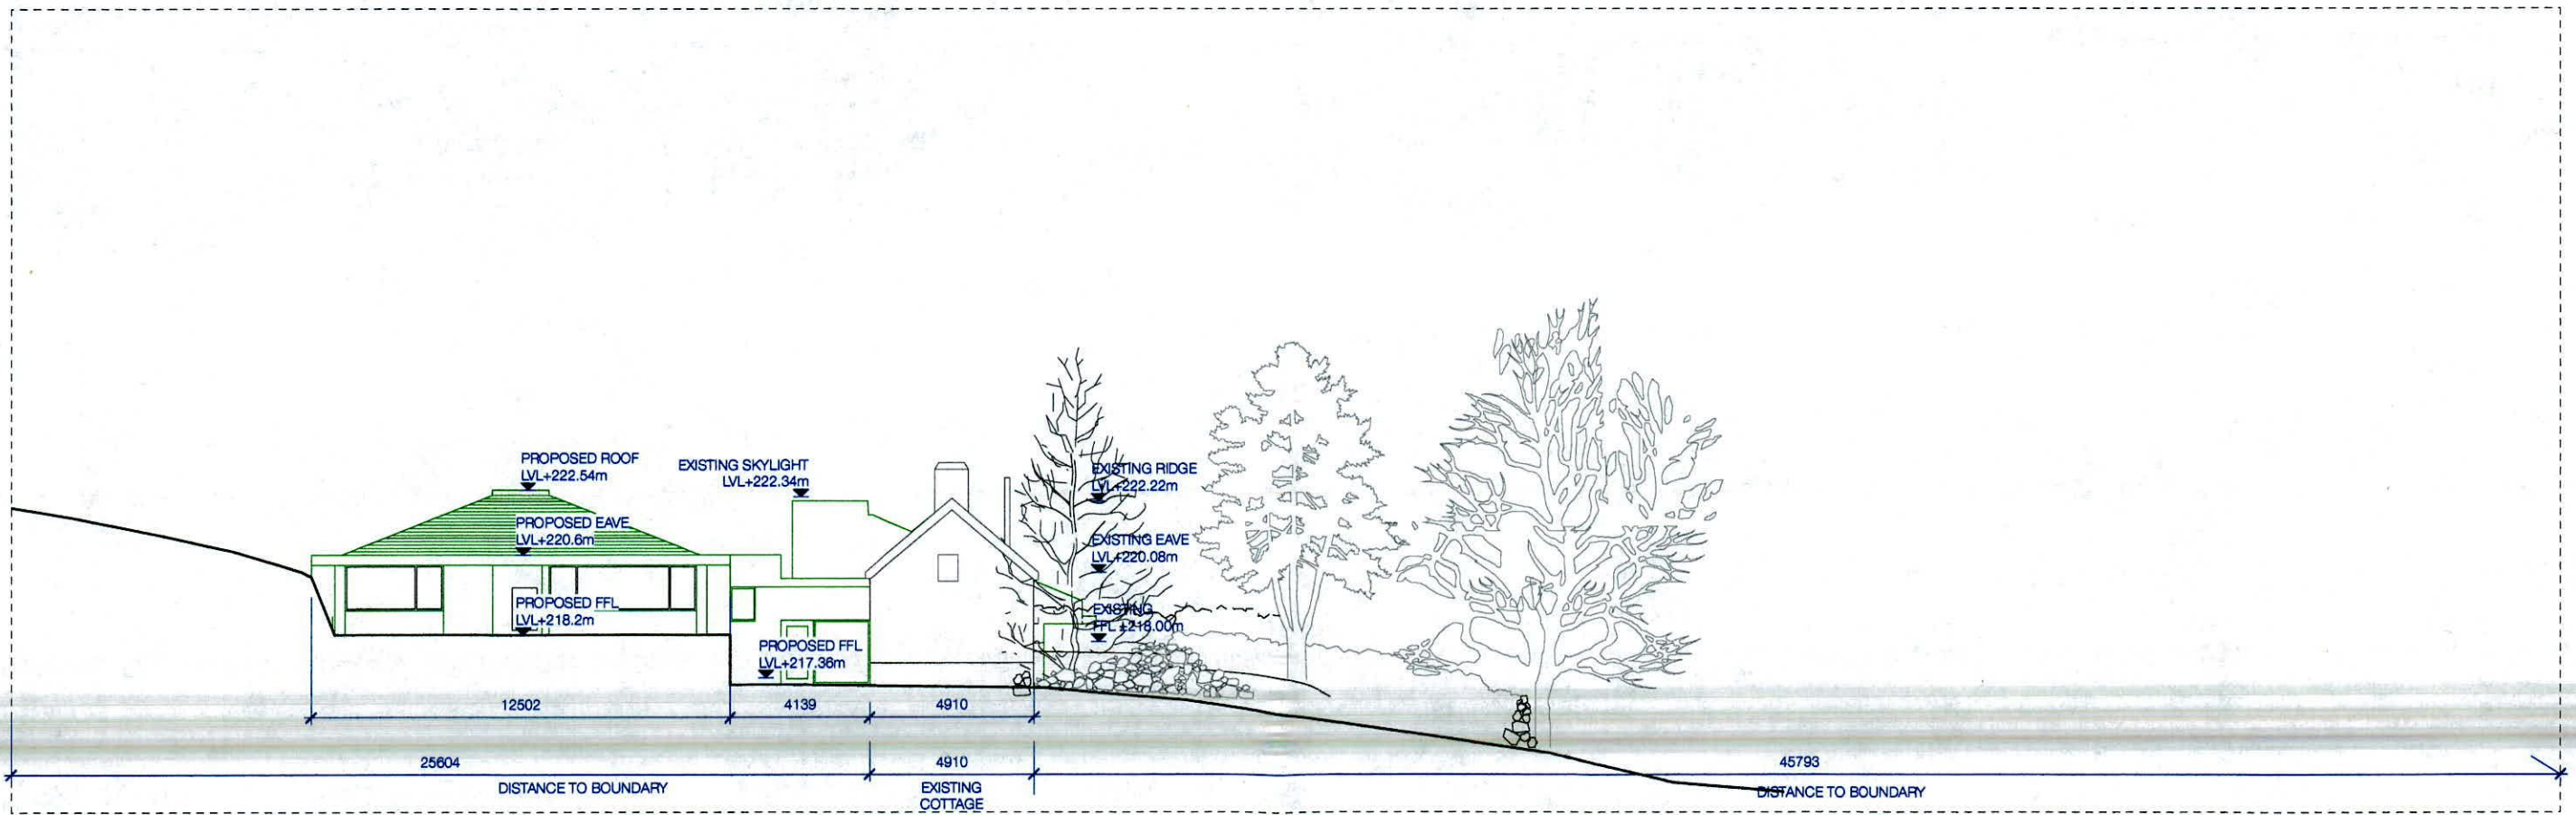 PROPOSED ROOF
LVL+222.54m
EXISTING SKYLIGHT
LVL+222.34m
EXISTING RIDGE
LVL+222.22m
PROPOSED EAVE
LVL+220.6m
EXISTING EAVE
LVL+220.08m
PROPOSED FFL
LVL+218.2m
EXISTING
FFL +218.00m
PROPOSED FFL
LVL+217.36m
12502
4139
4910
25604
4910
45793
DISTANCE TO BOUNDARY
EXISTING
COTTAGE
DISTANCE TO BOUNDARY